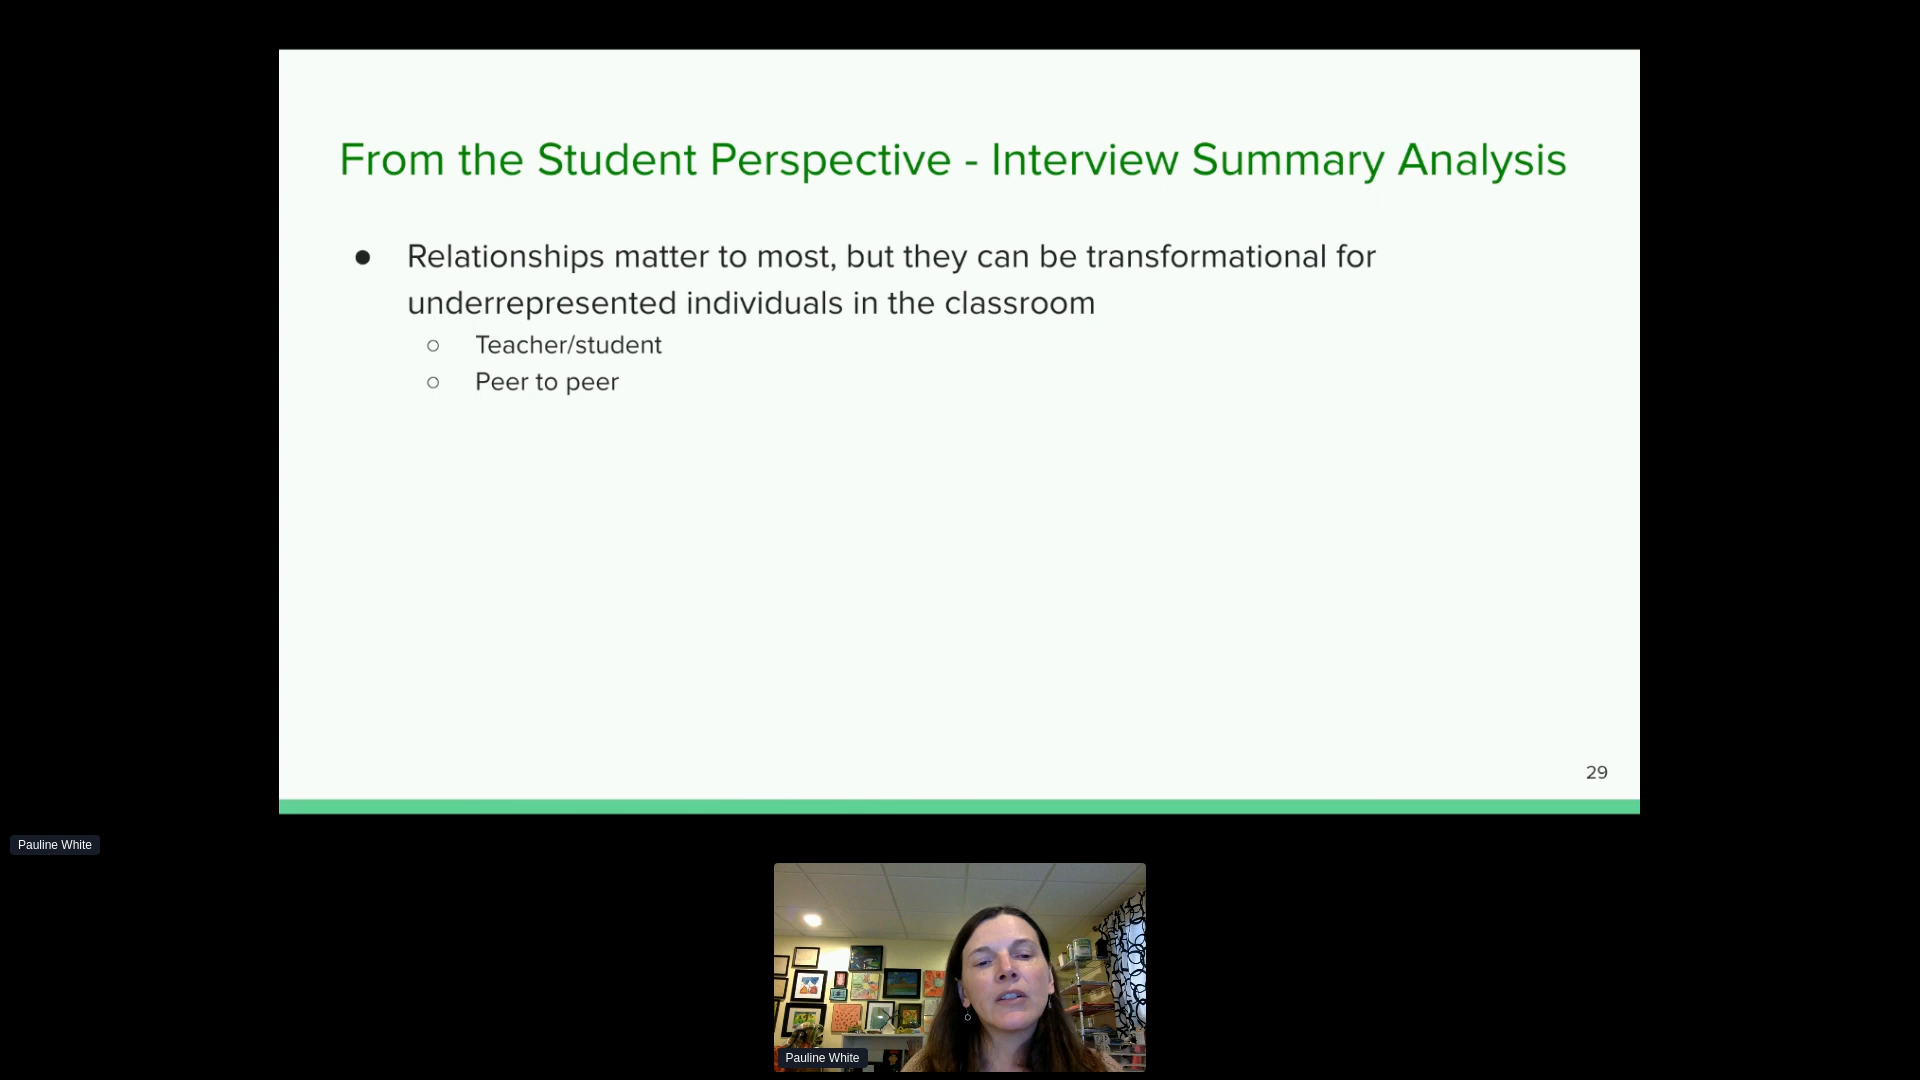 From the Student Perspective - Interview Summary Analysis
● Relationships matter to most, but they can be transformational for
underrepresented individuals in the classroom
○ Teacher/student
○ Peer to peer
29
Pauline White
Pauline White